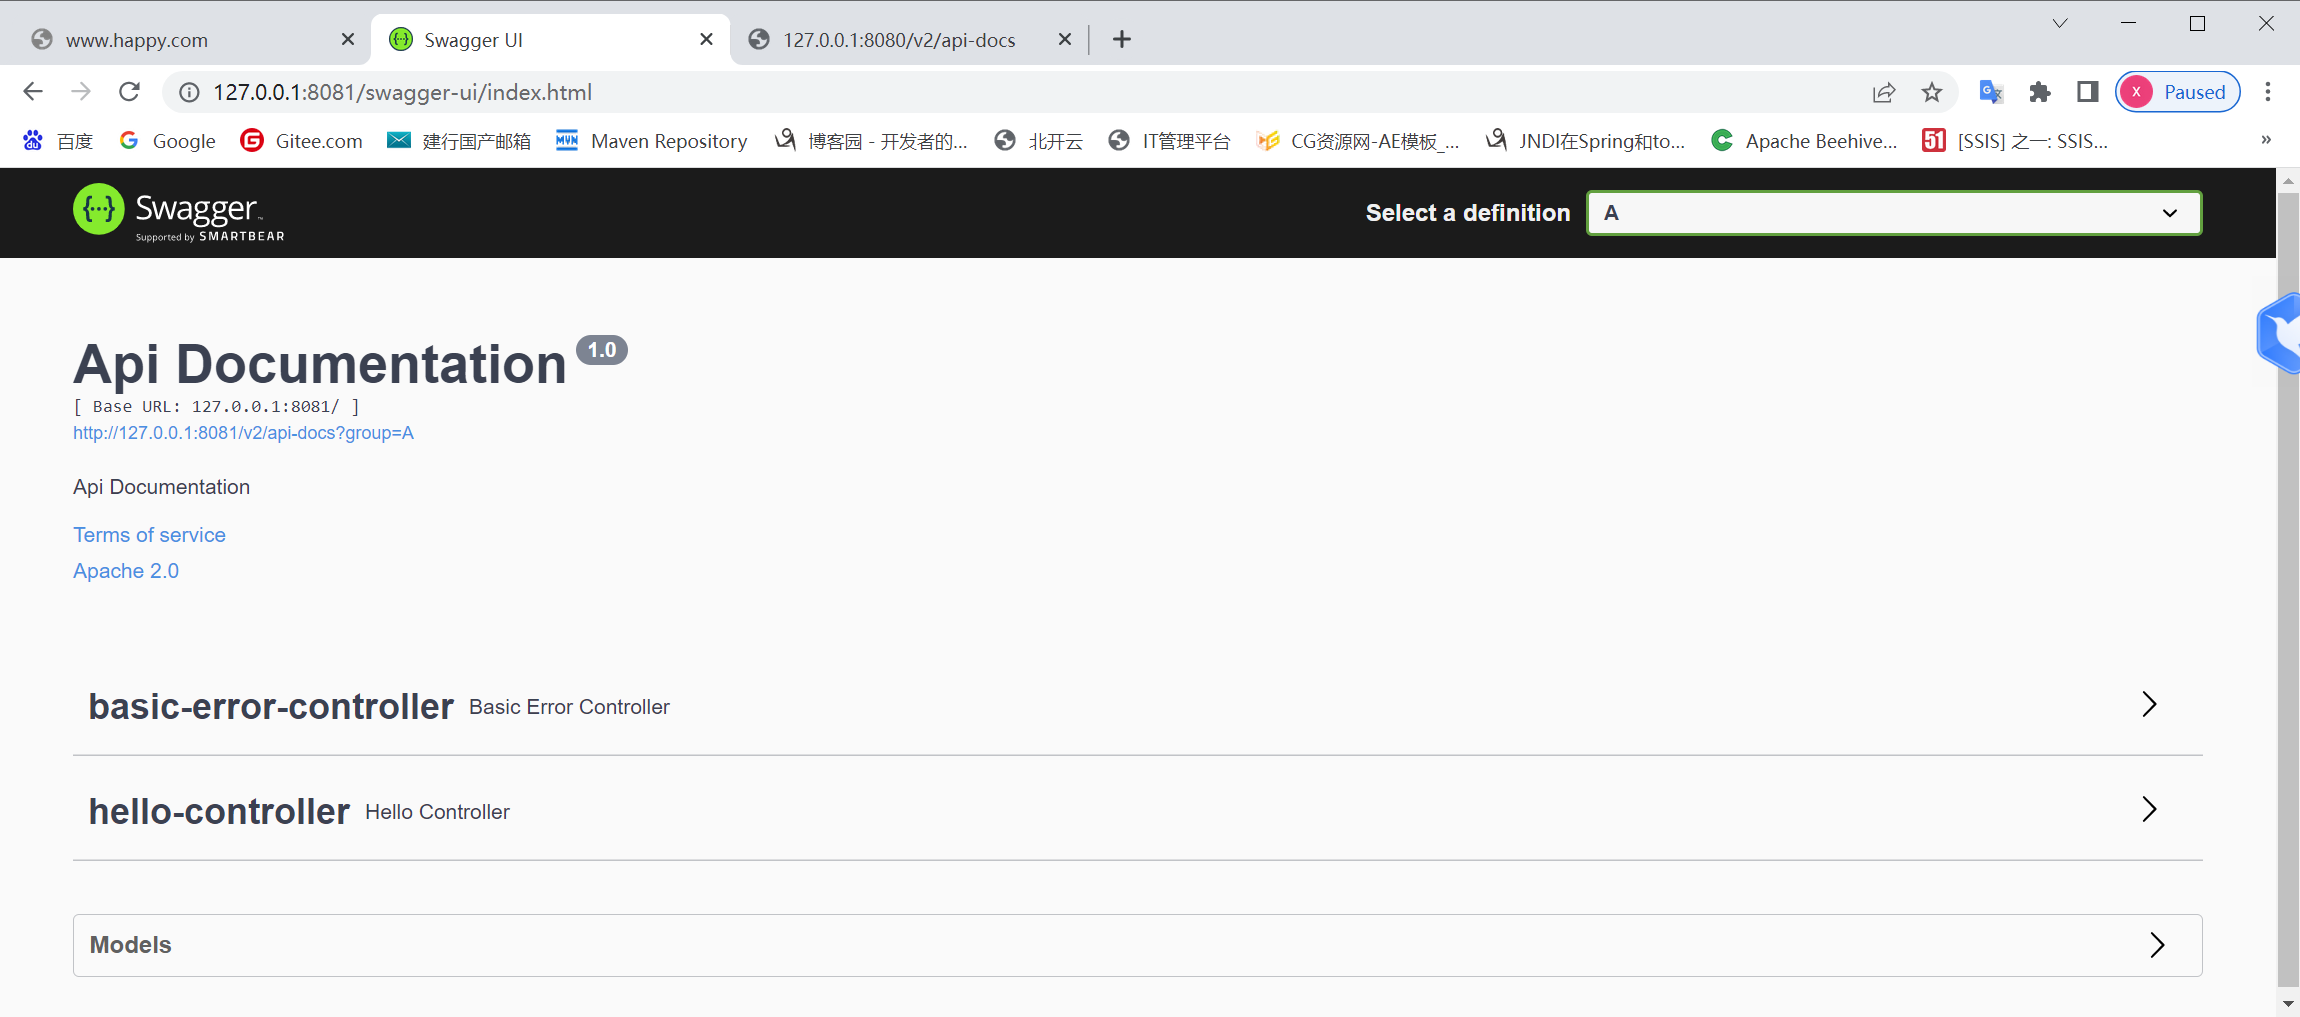 www.happy.com
Swagger UI
127.0.0.1:8080/v2/api-docs
127.0.0.1:8081/swagger-ui/index.html
X
Paused
百度
Google
Gitee.com
建行国产邮箱
Maven Repository
博客园 - 开发者的...
北开云
IT管理平台
CG资源网-AE模板_...
JNDI在Spring和to...
Apache Beehive...
[SSIS] 之一: SSIS...
»
Swagger™
Supported by SMARTBEAR
Select a definition
A
Api Documentation 1.0
[ Base URL: 127.0.0.1:8081/ ]
http://127.0.0.1:8081/v2/api-docs?group=A
Api Documentation
Terms of service
Apache 2.0
basic-error-controller Basic Error Controller
hello-controller Hello Controller
Models